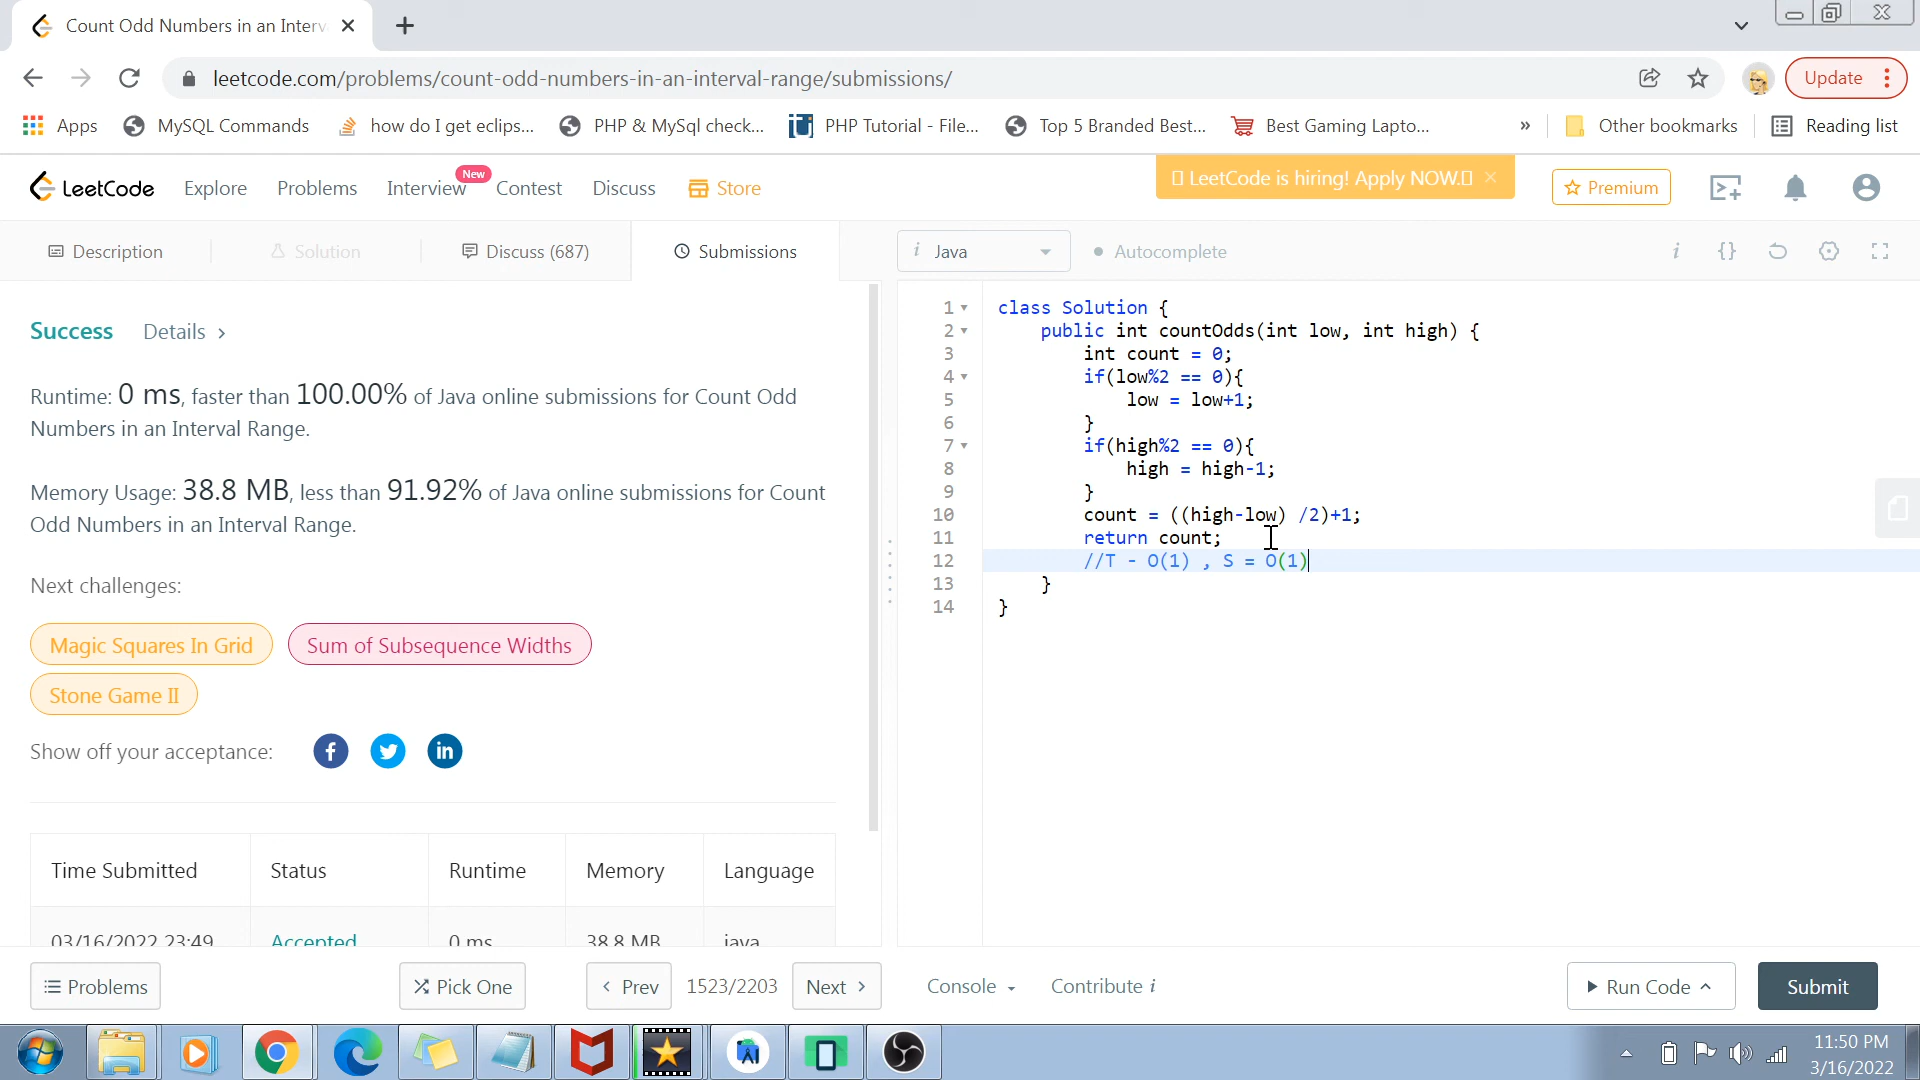 Count Odd Numbers in an Interv
leetcode.com/problems/count-odd-numbers-in-an-interval-range/submissions/
Update
Apps
MySQL Commands
how do I get eclips...
PHP & MySql check...
PHP Tutorial - File...
Top 5 Branded Best...
Best Gaming Lapto...
»
Other bookmarks
Reading list
LeetCode
Explore
Problems
Interview
New
Contest
Discuss
Store
LeetCode is hiring! Apply NOW.
Premium
Description
Solution
Discuss (687)
Submissions
i Java
Autocomplete
Success
Details
Runtime: 0 ms, faster than 100.00% of Java online submissions for Count Odd
Numbers in an Interval Range.
Memory Usage: 38.8 MB, less than 91.92% of Java online submissions for Count
Odd Numbers in an Interval Range.
Next challenges:
Magic Squares In Grid
Sum of Subsequence Widths
Stone Game II
Show off your acceptance:
Time Submitted
Status
Runtime
Memory
Language
03/16/2022 23:49
Accepted
0 ms
38.8 MB
java
1 class Solution {
2 public int countOdds(int low, int high) {
3 int count = 0;
4 if(low%2 == 0){
5 low = low+1;
6 }
7 if(high%2 == 0){
8 high = high-1;
9 }
10 count = ((high-low) /2)+1;
11 return count;
12 //T - O(1) , S = O(1)
13 }
14 }
Problems
Pick One
Prev
1523/2203
Next
Console
Contribute i
Run Code
Submit
11:50 PM
3/16/2022